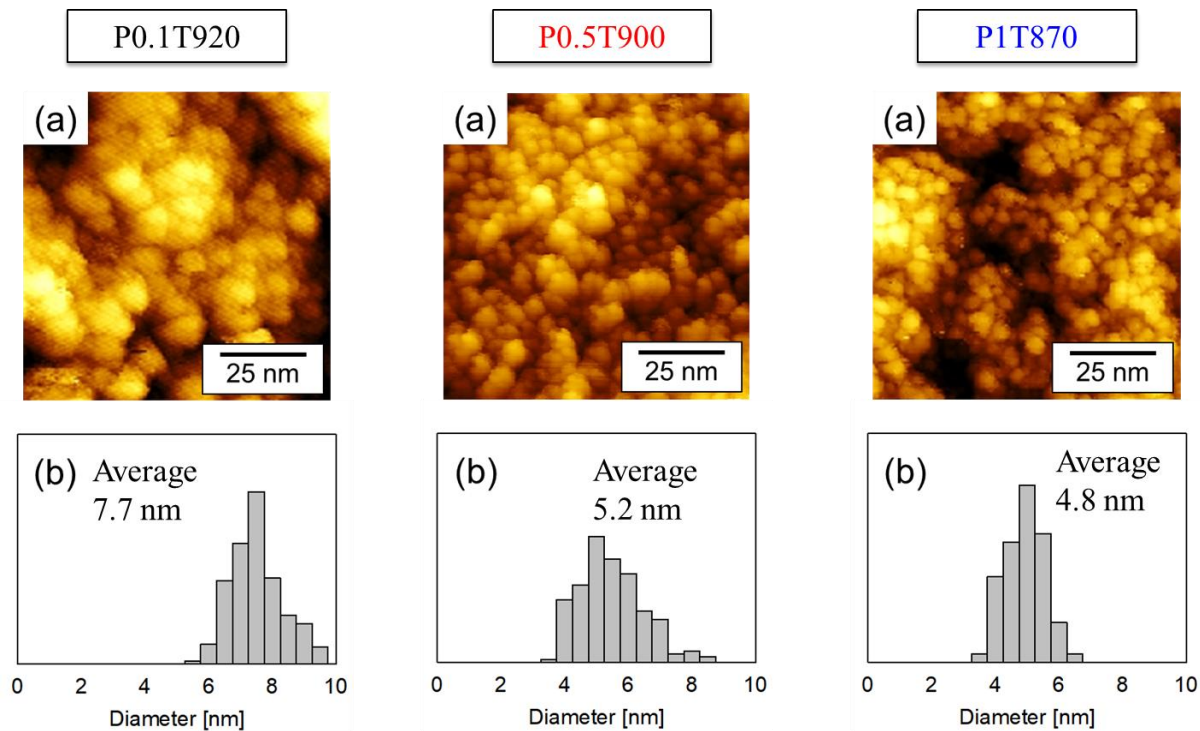 P0.1T920
P0.5T900
P1T870
(a)
25 nm
(a)
25 nm
(a)
25 nm
(b)
Average
7.7 nm
0 2 4 6 8 10
Diameter [nm]
(b)
Average
5.2 nm
0 2 4 6 8 10
Diameter [nm]
(b)
Average
4.8 nm
0 2 4 6 8 10
Diameter [nm]